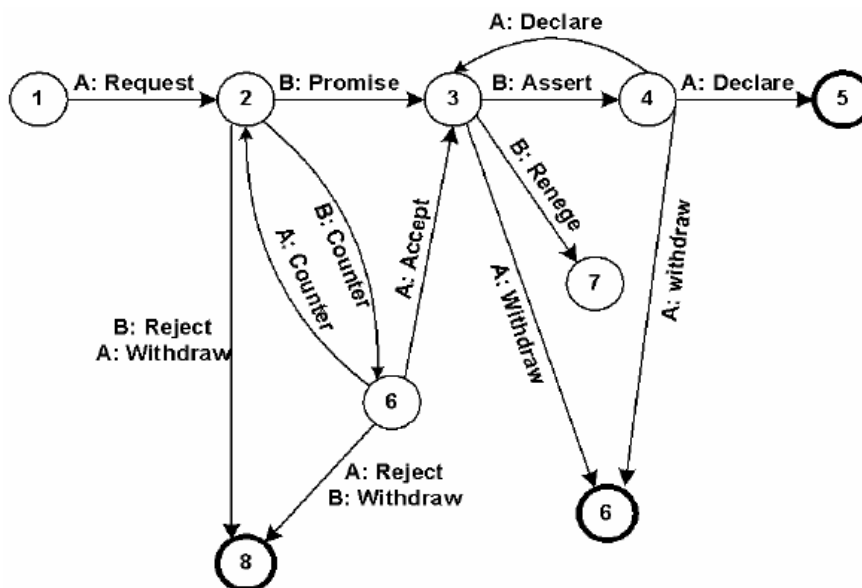 A: Declare
1
A: Request
2
B: Promise
3
B: Assert
4
A: Declare
5
B: Renege
A: Accept
B: Counter
A: Counter
A: Withdraw
A: withdraw
7
B: Reject
A: Withdraw
6
A: Reject
B: Withdraw
6
8